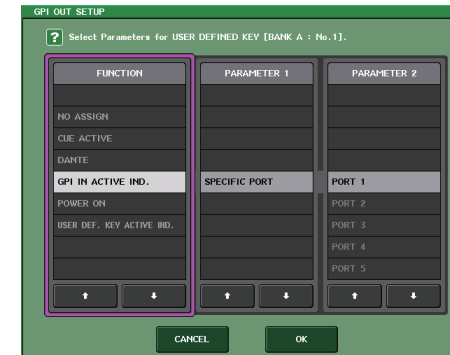 GPI OUT SETUP
? Select Parameters for USER DEFINED KEY [BANK A : No.1].
FUNCTION
NO ASSIGN
CUE ACTIVE
DANTE
GPI IN ACTIVE IND.
POWER ON
USER DEF. KEY ACTIVE IND.
PARAMETER 1
SPECIFIC PORT
PARAMETER 2
PORT 1
PORT 2
PORT 3
PORT 4
PORT 5
CANCEL
OK